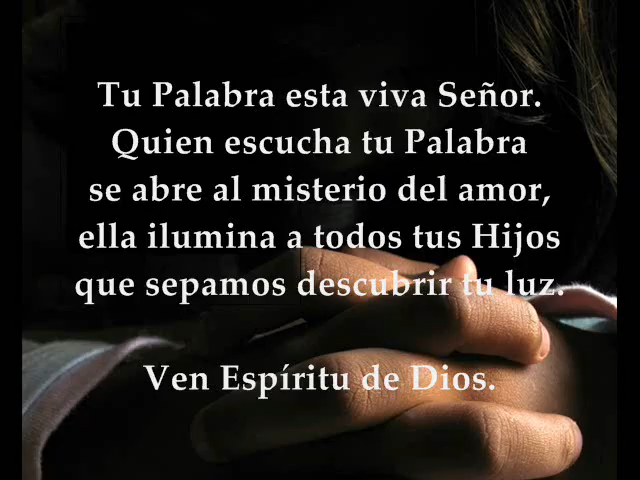 Tu Palabra esta viva Señor.
Quien escucha tu Palabra
se abre al misterio del amor,
ella ilumina a todos tus Hijos
que sepamos descubrir tu luz.
Ven Espíritu de Dios.